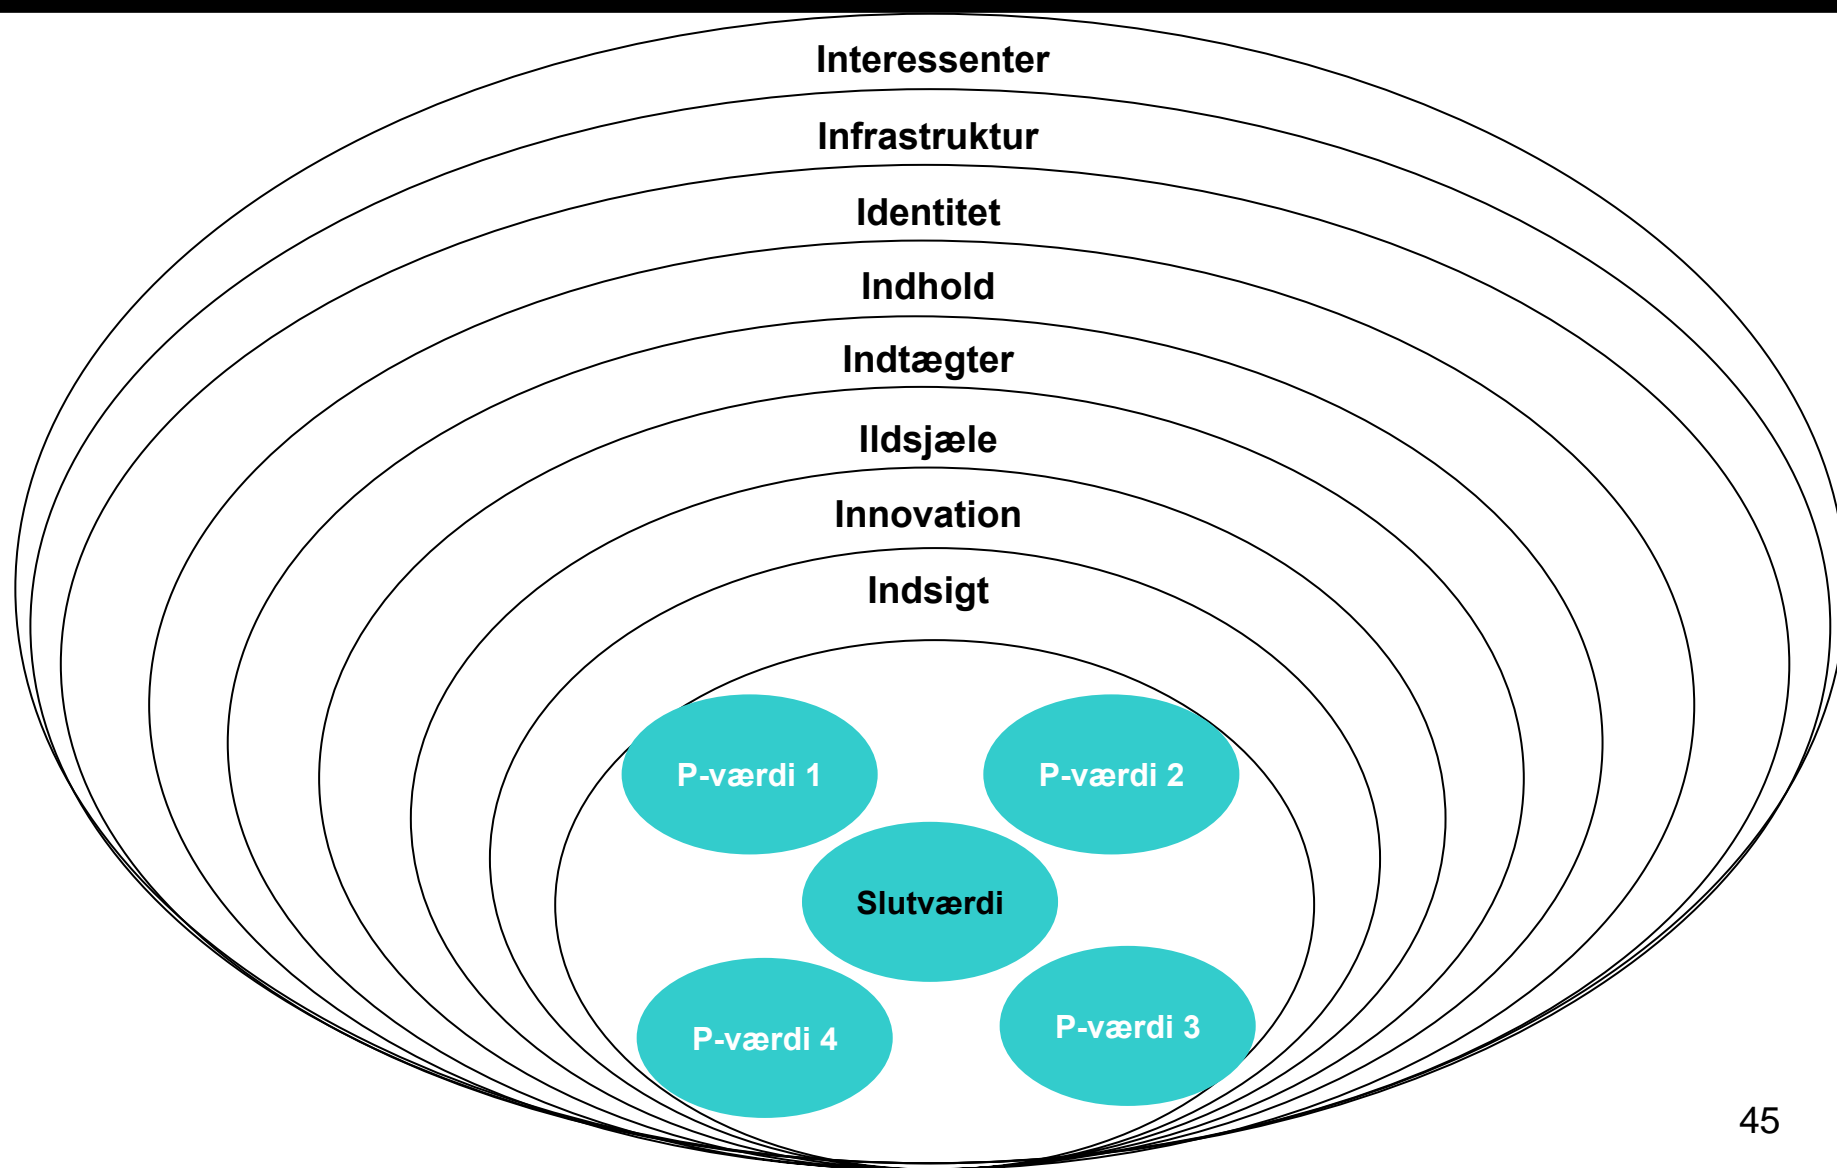 Interessenter
Infrastruktur
Identitet
Indhold
Indtægter
Ildsjæle
Innovation
Indsigt
P-værdi 1
P-værdi 2
Slutværdi
P-værdi 4
P-værdi 3
45